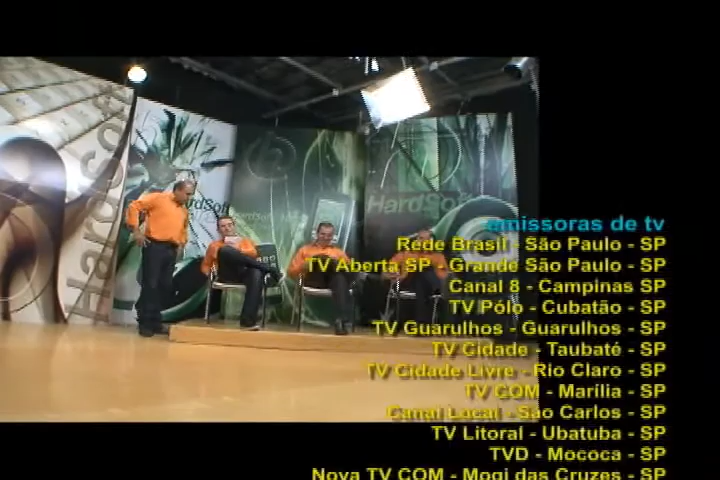 HardSoft
HardSoft
HardSoft
HardSoft
emissoras de tv
Rede Brasil - São Paulo - SP
TV Aberta SP - Grande São Paulo - SP
Canal 8 - Campinas SP
TV Pólo - Cubatão - SP
TV Guarulhos - Guarulhos - SP
TV Cidade - Taubaté - SP
TV Cidade Livre - Rio Claro - SP
TV COM - Marília - SP
Canal Local - São Carlos - SP
TV Litoral - Ubatuba - SP
TVD - Mococa - SP
Nova TV COM - Mogi das Cruzes - SP